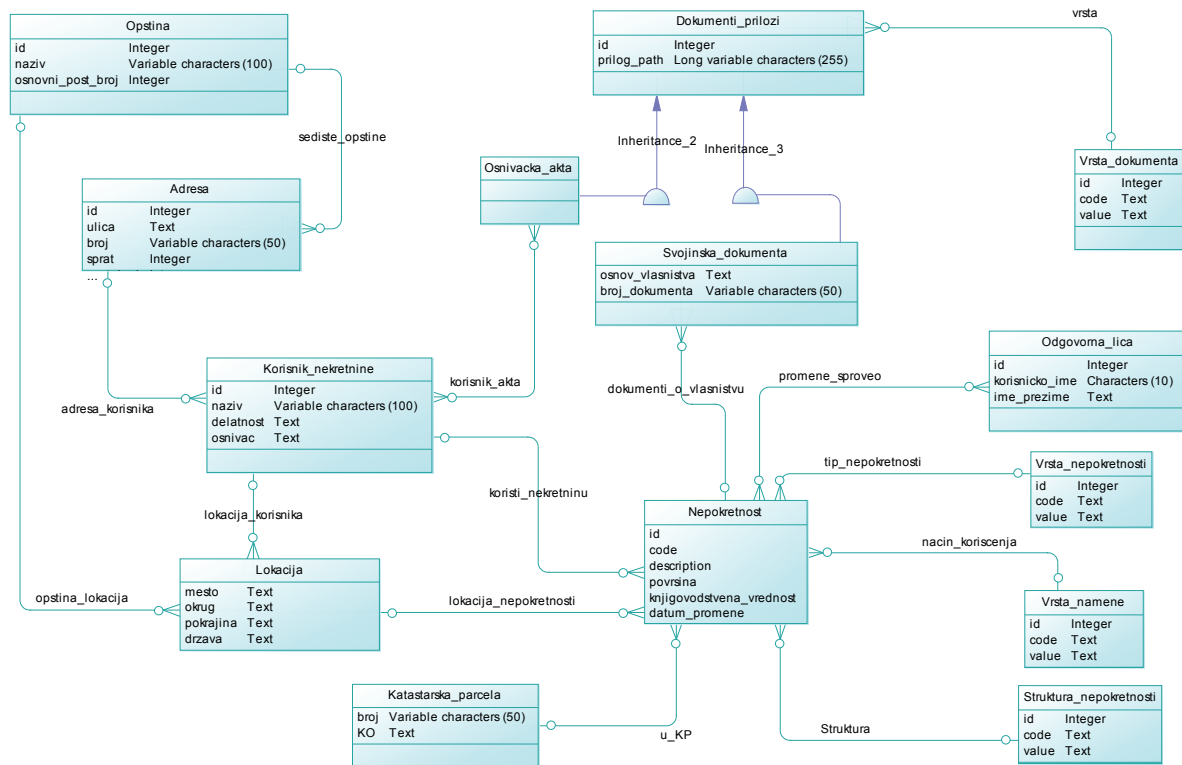 Opstina
id Integer
naziv Variable characters (100)
osnovni_post_broj Integer
sediste_opstine
Adresa
id Integer
ulica Text
broj Variable characters (50)
sprat Integer
...
Dokumenti_prilozi
id Integer
prilog_path Long variable characters (255)
vrsta
Inheritance_2
Inheritance_3
Osnivacka_akta
Vrsta_dokumenta
id Integer
code Text
value Text
Svojinska_dokumenta
osnov_vlasnistva Text
broj_dokumenta Variable characters (50)
Korisnik_nekretnine
id Integer
naziv Variable characters (100)
delatnost Text
osnivac Text
adresa_korisnika
korisnik_akta
dokumenti_o_vlasnistvu
promene_sproveo
Odgovorna_lica
id Integer
korisnicko_ime Characters (10)
ime_prezime Text
tip_nepokretnosti
Vrsta_nepokretnosti
id Integer
code Text
value Text
koristi_nekretninu
lokacija_korisnika
Nepokretnost
id
code
description
povrsina
knjigovodstvena_vrednost
datum_promene
nacin_koriscenja
Vrsta_namene
id Integer
code Text
value Text
opstina_lokacija
Lokacija
mesto Text
okrug Text
pokrajina Text
drzava Text
lokacija_nepokretnosti
Katastarska_parcela
broj Variable characters (50)
KO Text
u_KP
Struktura
Struktura_nepokretnosti
id Integer
code Text
value Text